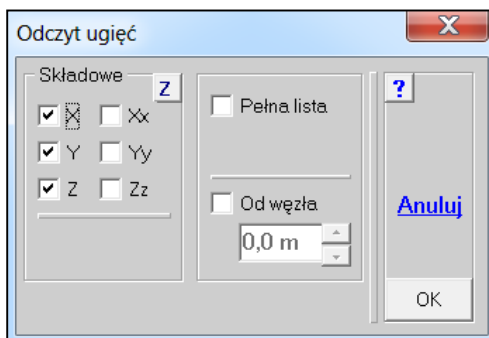 Odczyt ugięć
X
Składowe
Z
X Xx
Y Yy
Z Zz
Pełna lista
Od węzła
0,0 m
?
Anuluj
OK